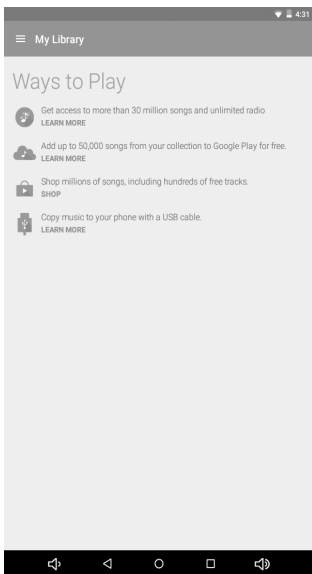 4:31
My Library
Ways to Play
Get access to more than 30 million songs and unlimited radio
LEARN MORE
Add up to 50,000 songs from your collection to Google Play for free.
LEARN MORE
Shop millions of songs, including hundreds of free tracks.
SHOP
Copy music to your phone with a USB cable.
LEARN MORE